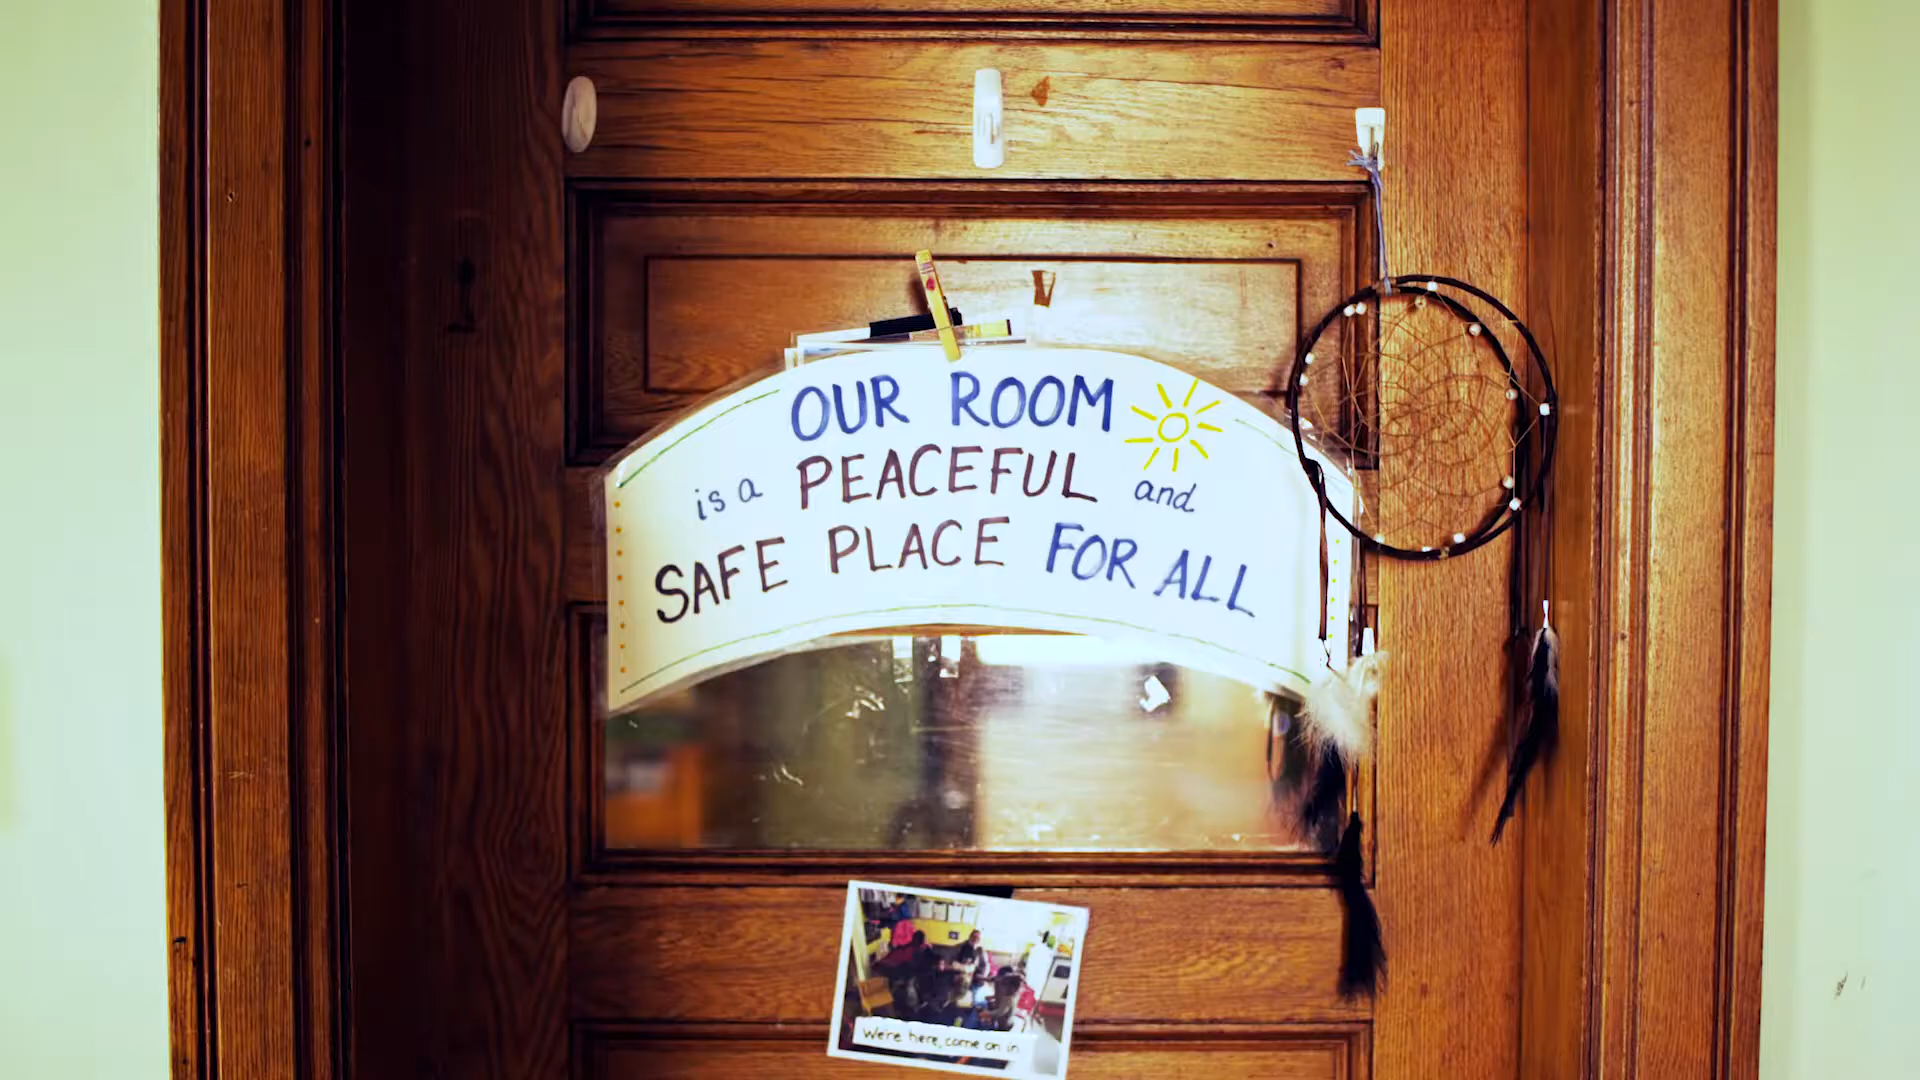 OUR ROOM
is a PEACEFUL and
SAFE PLACE FOR ALL
We're here, come on in